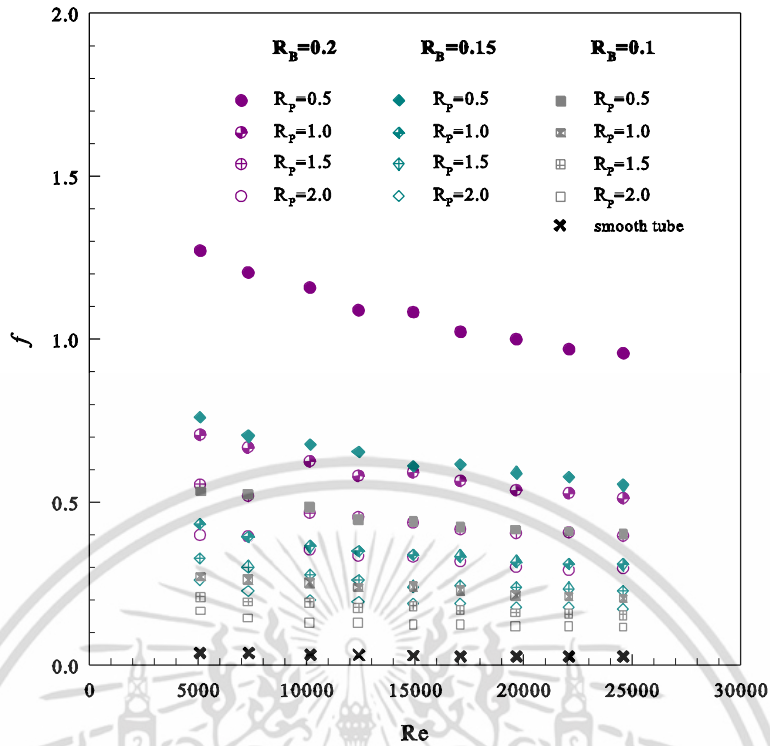 2.0
R_B=0.2 R_B=0.15 R_B=0.1
R_P=0.5 R_P=0.5 R_P=0.5
R_P=1.0 R_P=1.0 R_P=1.0
R_P=1.5 R_P=1.5 R_P=1.5
1.5
R_P=2.0 R_P=2.0 R_P=2.0
smooth tube
f
1.0
0.5
0.0
0 5000 10000 15000 20000 25000 30000
Re